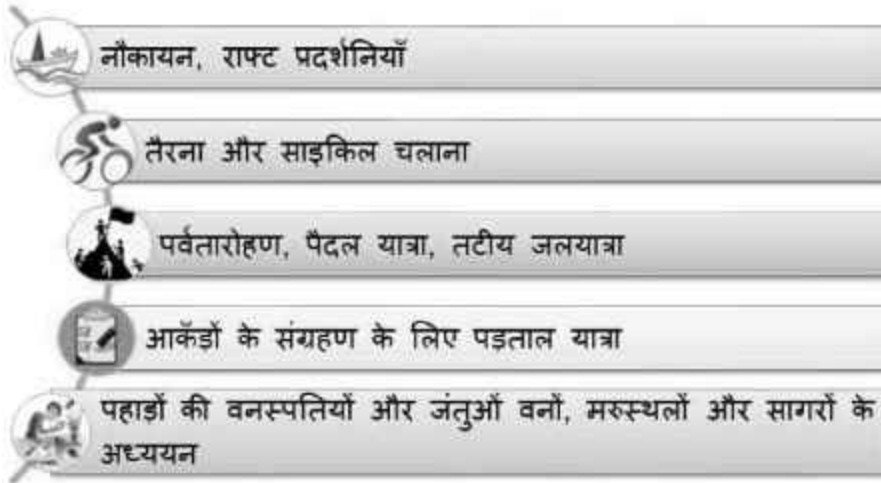 नौकायन, राफ्ट प्रदर्शनियाँ
तैरना और साइकिल चलाना
पर्वतारोहण, पैदल यात्रा, तटीय जलयात्रा
आकॅड़ों के संग्रहण के लिए पड़ताल यात्रा
पहाड़ों की वनस्पतियों और जंतुओं वनों, मरुस्थलों और सागरों के
अध्ययन